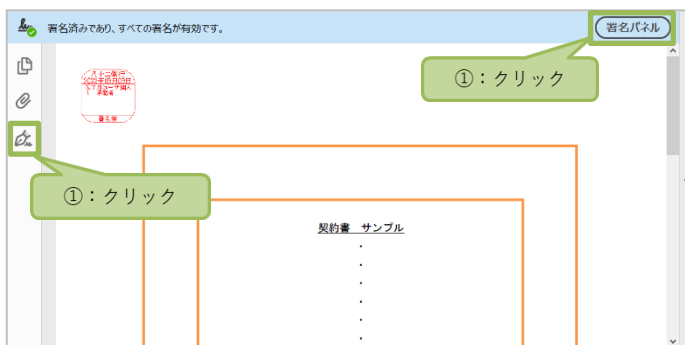 署名済みであり、すべての署名が有効です。
署名パネル
①：クリック
①：クリック
契約書　サンプル